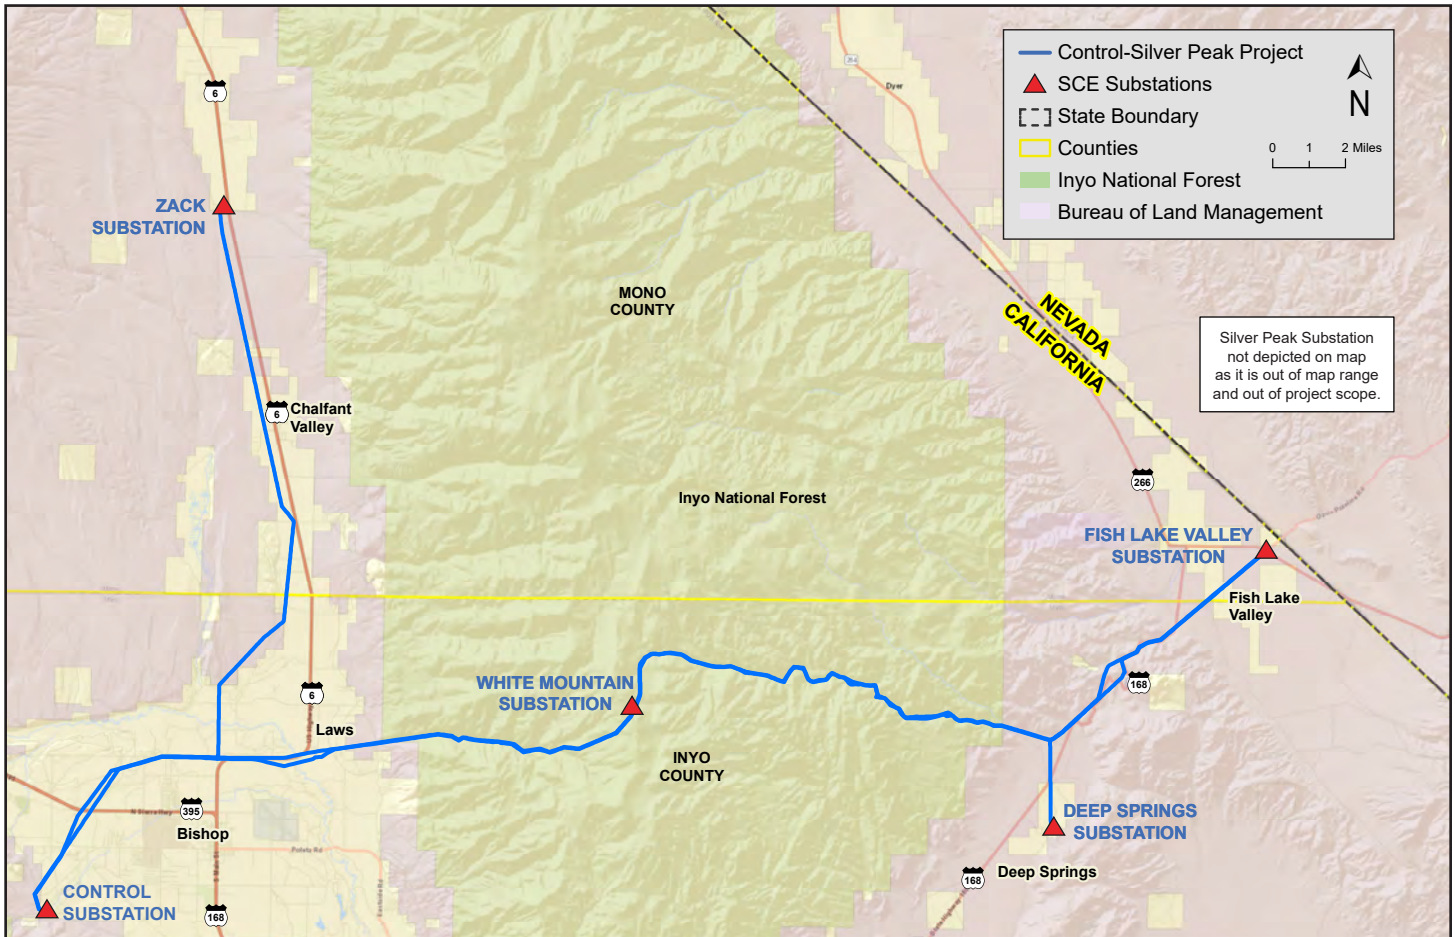 Control-Silver Peak Project
SCE Substations
State Boundary
Counties
Inyo National Forest
Bureau of Land Management
N
0 1 2 Miles
6
Dyer
264
ZACK
SUBSTATION
MONO
COUNTY
NEVADA
CALIFORNIA
Silver Peak Substation
not depicted on map
as it is out of map range
and out of project scope.
6
Chalfant
Valley
266
Inyo National Forest
FISH LAKE VALLEY
SUBSTATION
Fish Lake
Valley
WHITE MOUNTAIN
SUBSTATION
168
6
Laws
INYO
COUNTY
395
Bishop
DEEP SPRINGS
SUBSTATION
168
Deep Springs
CONTROL
SUBSTATION
168